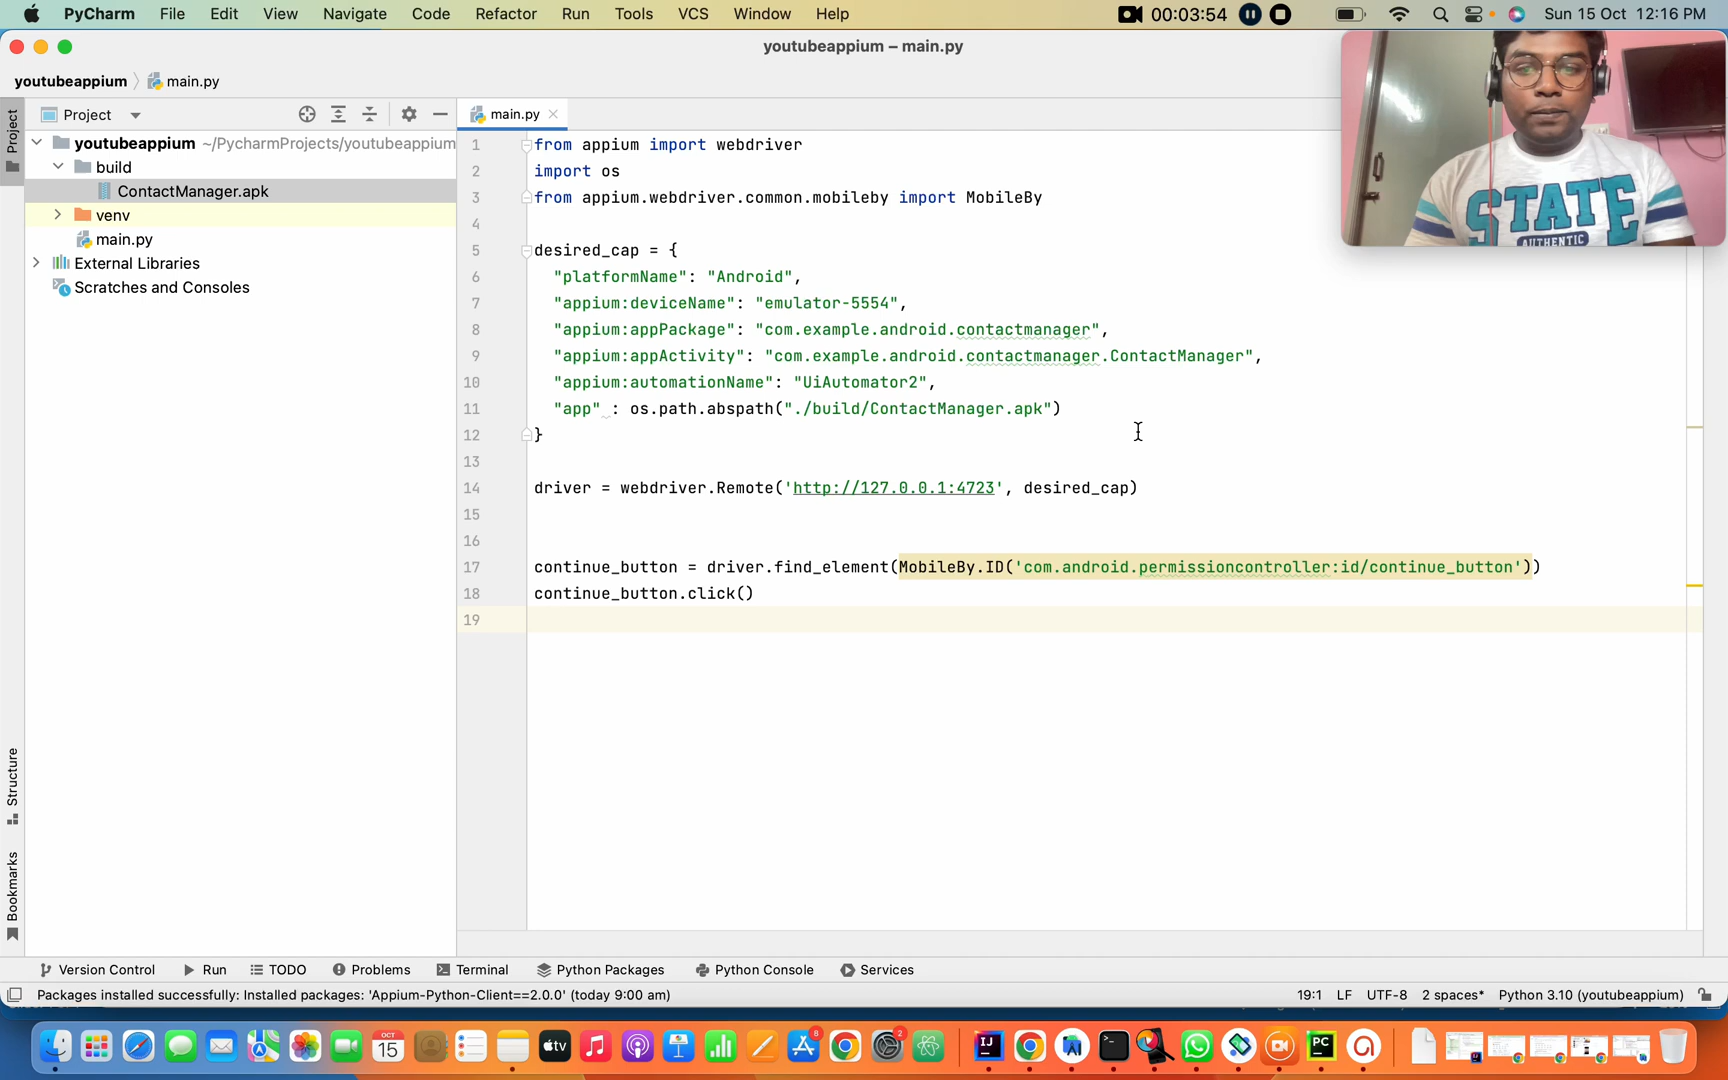 PyCharm File Edit View Navigate Code Refactor Run Tools VCS Window Help 00:03:54 Sun 15 Oct 12:16 PM
youtubeappium – main.py
youtubeappium main.py
Project
main.py
Project
youtubeappium ~/PycharmProjects/youtubeappium
build
ContactManager.apk
venv
main.py
External Libraries
Scratches and Consoles
1 from appium import webdriver
2 import os
3 from appium.webdriver.common.mobileby import MobileBy
4
5 desired_cap = {
6 "platformName": "Android",
7 "appium:deviceName": "emulator-5554",
8 "appium:appPackage": "com.example.android.contactmanager",
9 "appium:appActivity": "com.example.android.contactmanager.ContactManager",
10 "appium:automationName": "UiAutomator2",
11 "app" : os.path.abspath("./build/ContactManager.apk")
12 }
13
14 driver = webdriver.Remote('http://127.0.0.1:4723', desired_cap)
15
16
17 continue_button = driver.find_element(MobileBy.ID('com.android.permissioncontroller:id/continue_button'))
18 continue_button.click()
19
STATE
AUTHENTIC
Structure
Bookmarks
Version Control Run TODO Problems Terminal Python Packages Python Console Services
Packages installed successfully: Installed packages: 'Appium-Python-Client==2.0.0' (today 9:00 am) 19:1 LF UTF-8 2 spaces* Python 3.10 (youtubeappium)
OCT
15
tv
8
2
IJ
PC